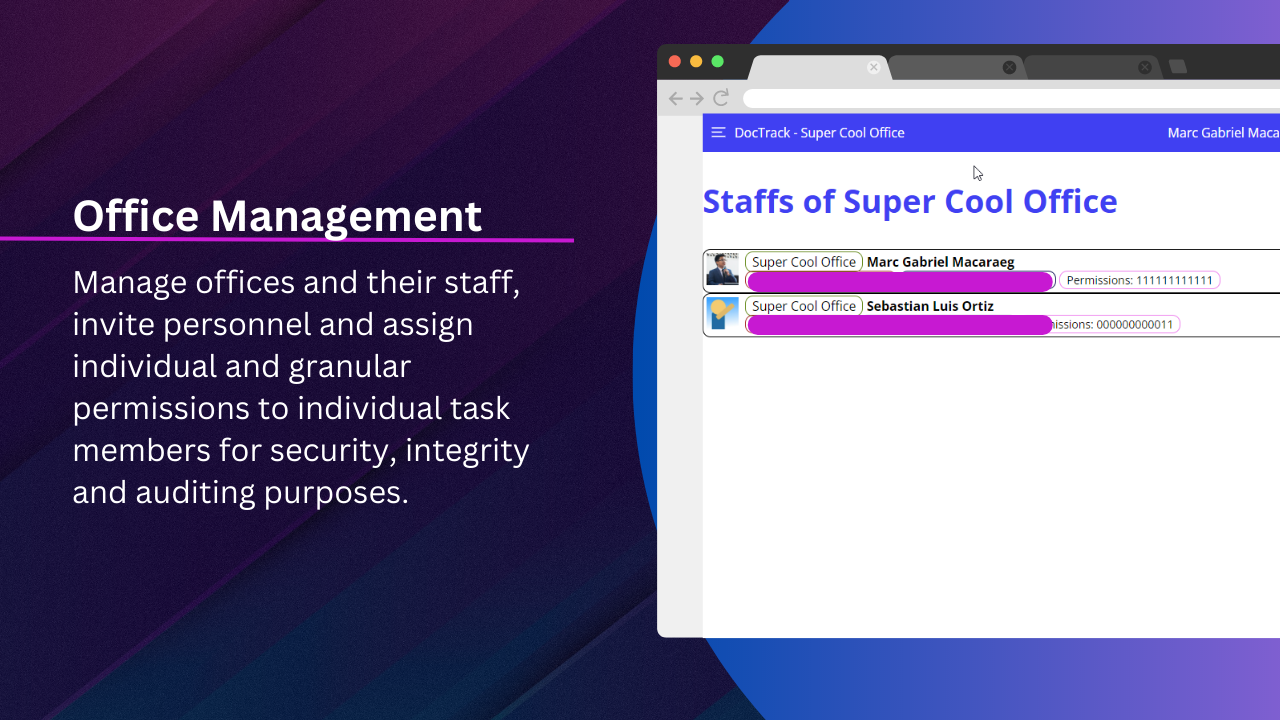 Office Management
Manage offices and their staff,
invite personnel and assign
individual and granular
permissions to individual task
members for security, integrity
and auditing purposes.
DocTrack - Super Cool Office
Marc Gabriel Maca
Staffs of Super Cool Office
Super Cool Office Marc Gabriel Macaraeg
Permissions: 111111111111
Super Cool Office Sebastian Luis Ortiz
issions: 000000000011